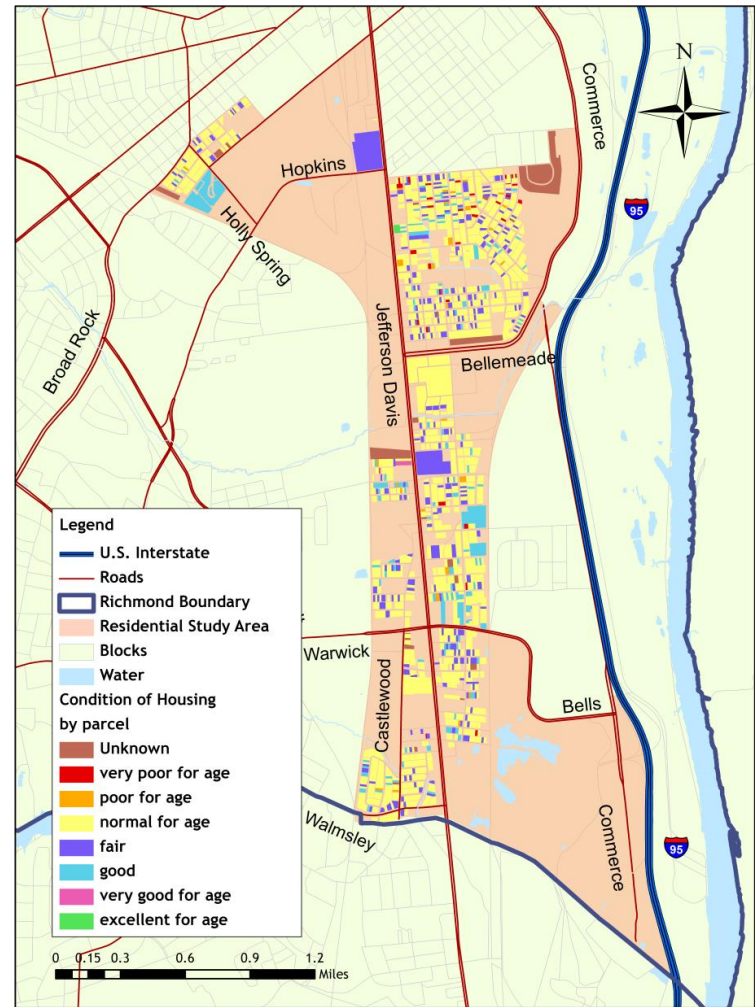 N
Commerce
Hopkins
95
Holly Spring
Jefferson Davis
Broad Rock
Bellemeade
Legend
U.S. Interstate
Roads
Richmond Boundary
Residential Study Area
Blocks
Water
Condition of Housing
by parcel
Unknown
very poor for age
poor for age
normal for age
fair
good
very good for age
excellent for age
Warwick
Castlewood
Bells
Walmsley
Commerce
95
0 0.15 0.3 0.6 0.9 1.2
Miles